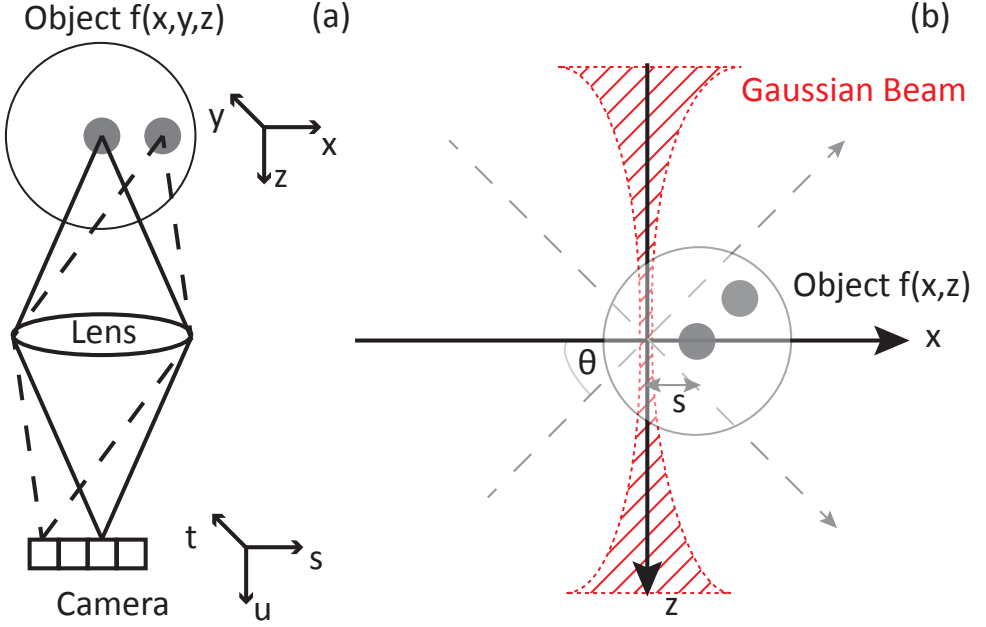 Object f(x,y,z)
(a)
y
x
z
Lens
t
s
u
Camera
(b)
Gaussian Beam
Object f(x,z)
x
θ
s
z